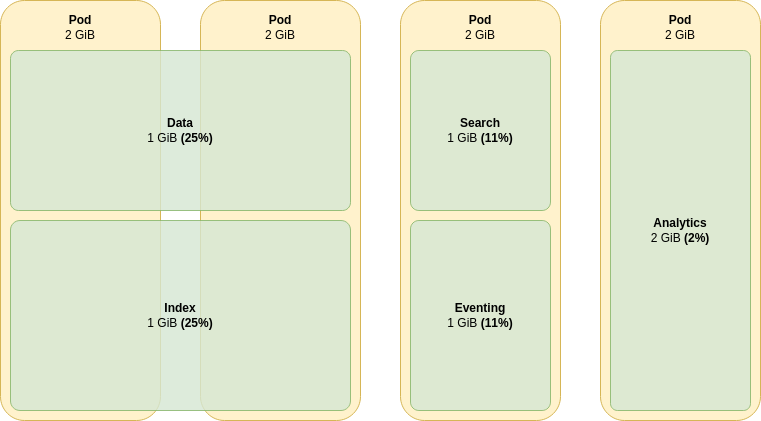 Pod
2 GiB
Pod
2 GiB
Pod
2 GiB
Pod
2 GiB
Data
1 GiB (25%)
Search
1 GiB (11%)
Analytics
2 GiB (2%)
Index
1 GiB (25%)
Eventing
1 GiB (11%)